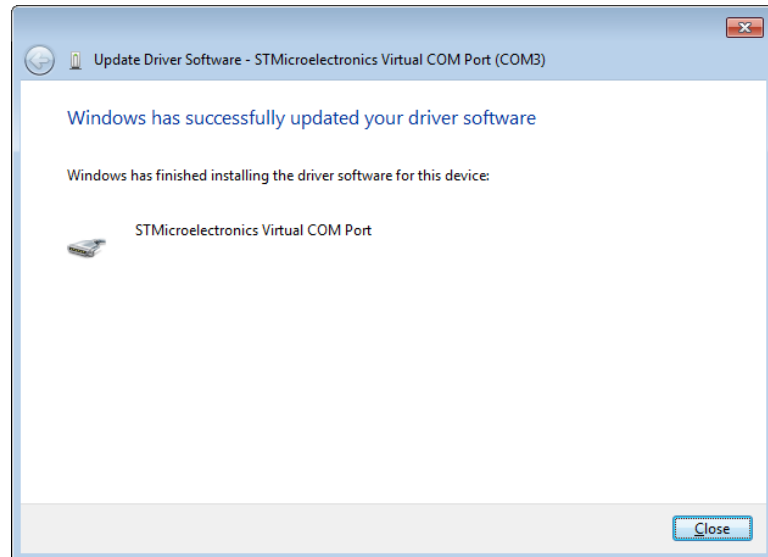 Update Driver Software - STMicroelectronics Virtual COM Port (COM3)
Windows has successfully updated your driver software
Windows has finished installing the driver software for this device:
STMicroelectronics Virtual COM Port
Close